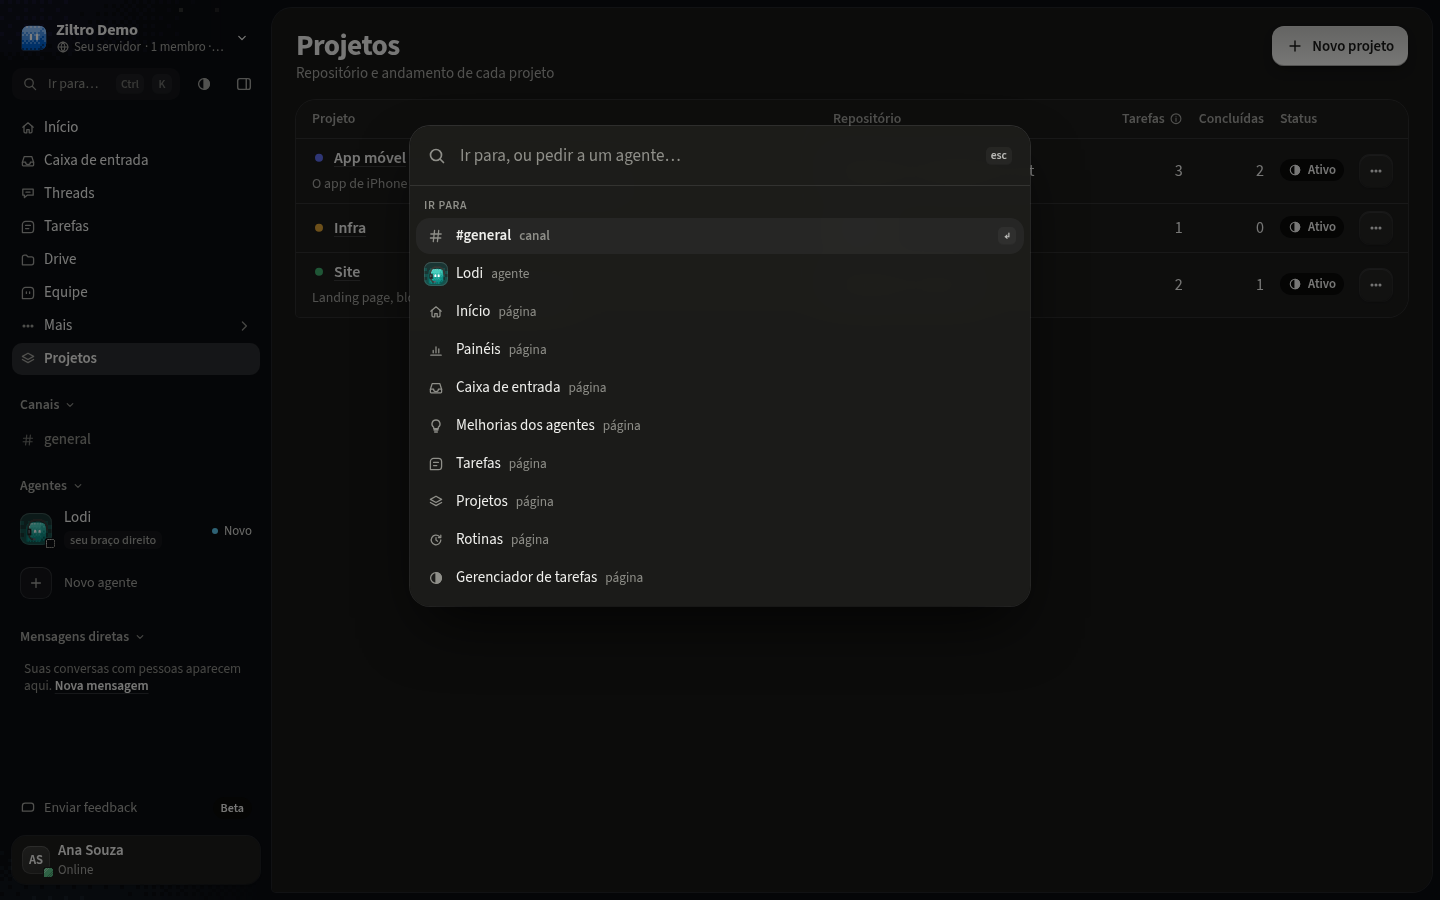 Ziltro Demo
Seu servidor · 1 membro ·…
Ir para…
Ctrl
K
Início
Caixa de entrada
Threads
Tarefas
Drive
Equipe
Mais
Projetos
Canais
general
Agentes
Lodi
seu braço direito
Novo
Novo agente
Mensagens diretas
Suas conversas com pessoas aparecem
aqui. Nova mensagem
Enviar feedback
Beta
AS
Ana Souza
Online
Projetos
Repositório e andamento de cada projeto
Novo projeto
Projeto
Repositório
Tarefas
Concluídas
Status
App móvel
O app de iPhone
3
2
Ativo
Infra
1
0
Ativo
Site
Landing page,
2
1
Ativo
Ir para, ou pedir a um agente…
esc
IR PARA
#general canal
Lodi agente
Início página
Painéis página
Caixa de entrada página
Melhorias dos agentes página
Tarefas página
Projetos página
Rotinas página
Gerenciador de tarefas página